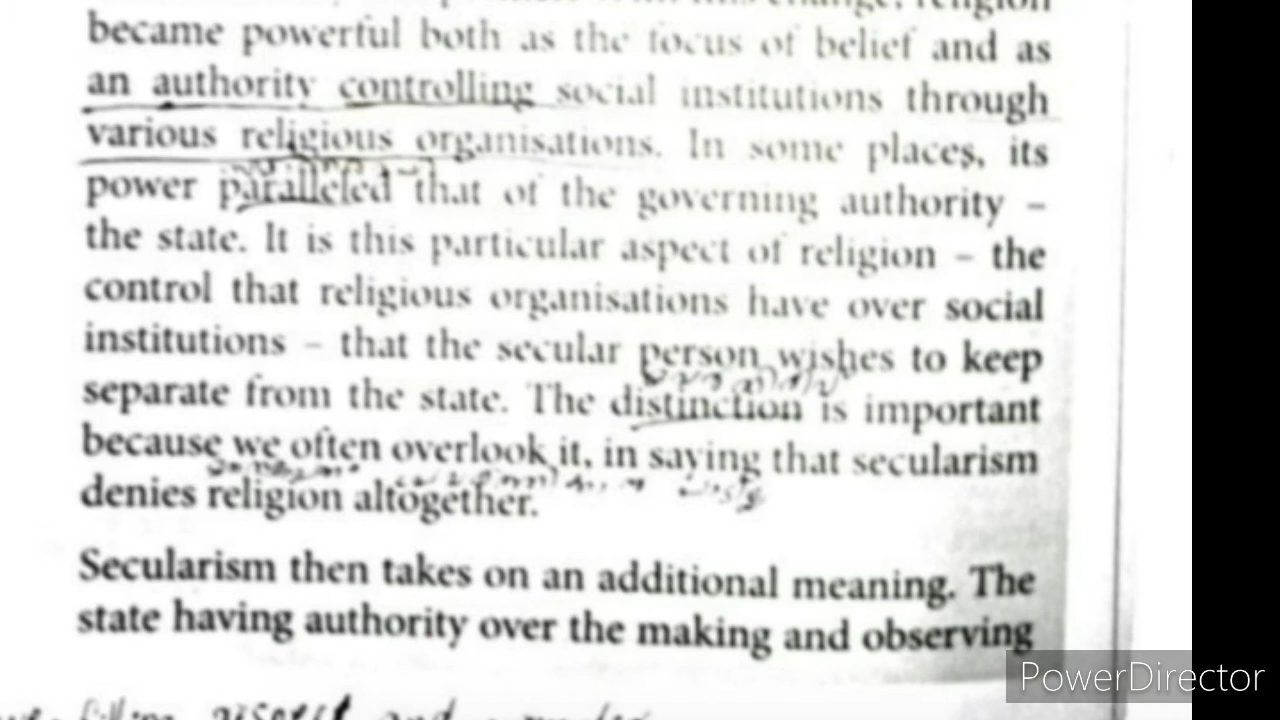 religion
became powerful both as the focus of belief and as
an authority controlling social institutions through
various religious organisations. In some places, its
power paralleled that of the governing authority –
the state. It is this particular aspect of religion – the
control that religious organisations have over social
institutions – that the secular person wishes to keep
separate from the state. The distinction is important
because we often overlook it, in saying that secularism
denies religion altogether.
Secularism then takes on an additional meaning. The
state having authority over the making and observing
PowerDirector
and